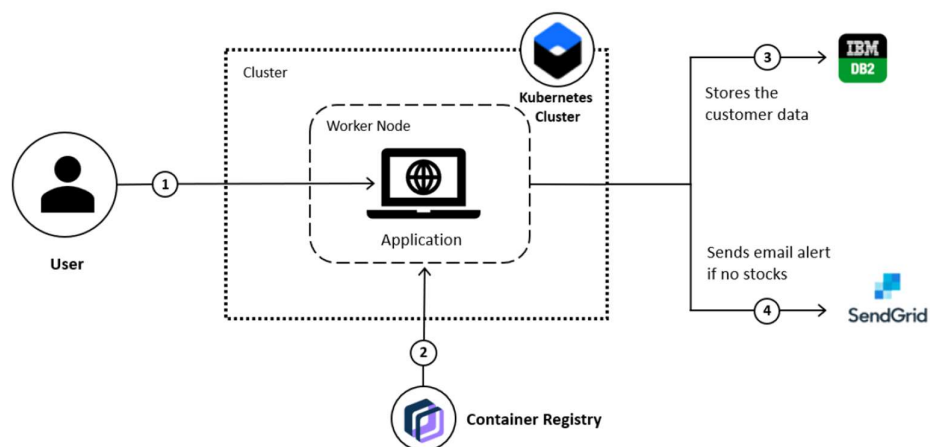 Cluster
Kubernetes
Cluster
3
IBM
DB2
Stores the
customer data
Worker Node
1
Application
User
Sends email alert
if no stocks
4
SendGrid
2
Container Registry